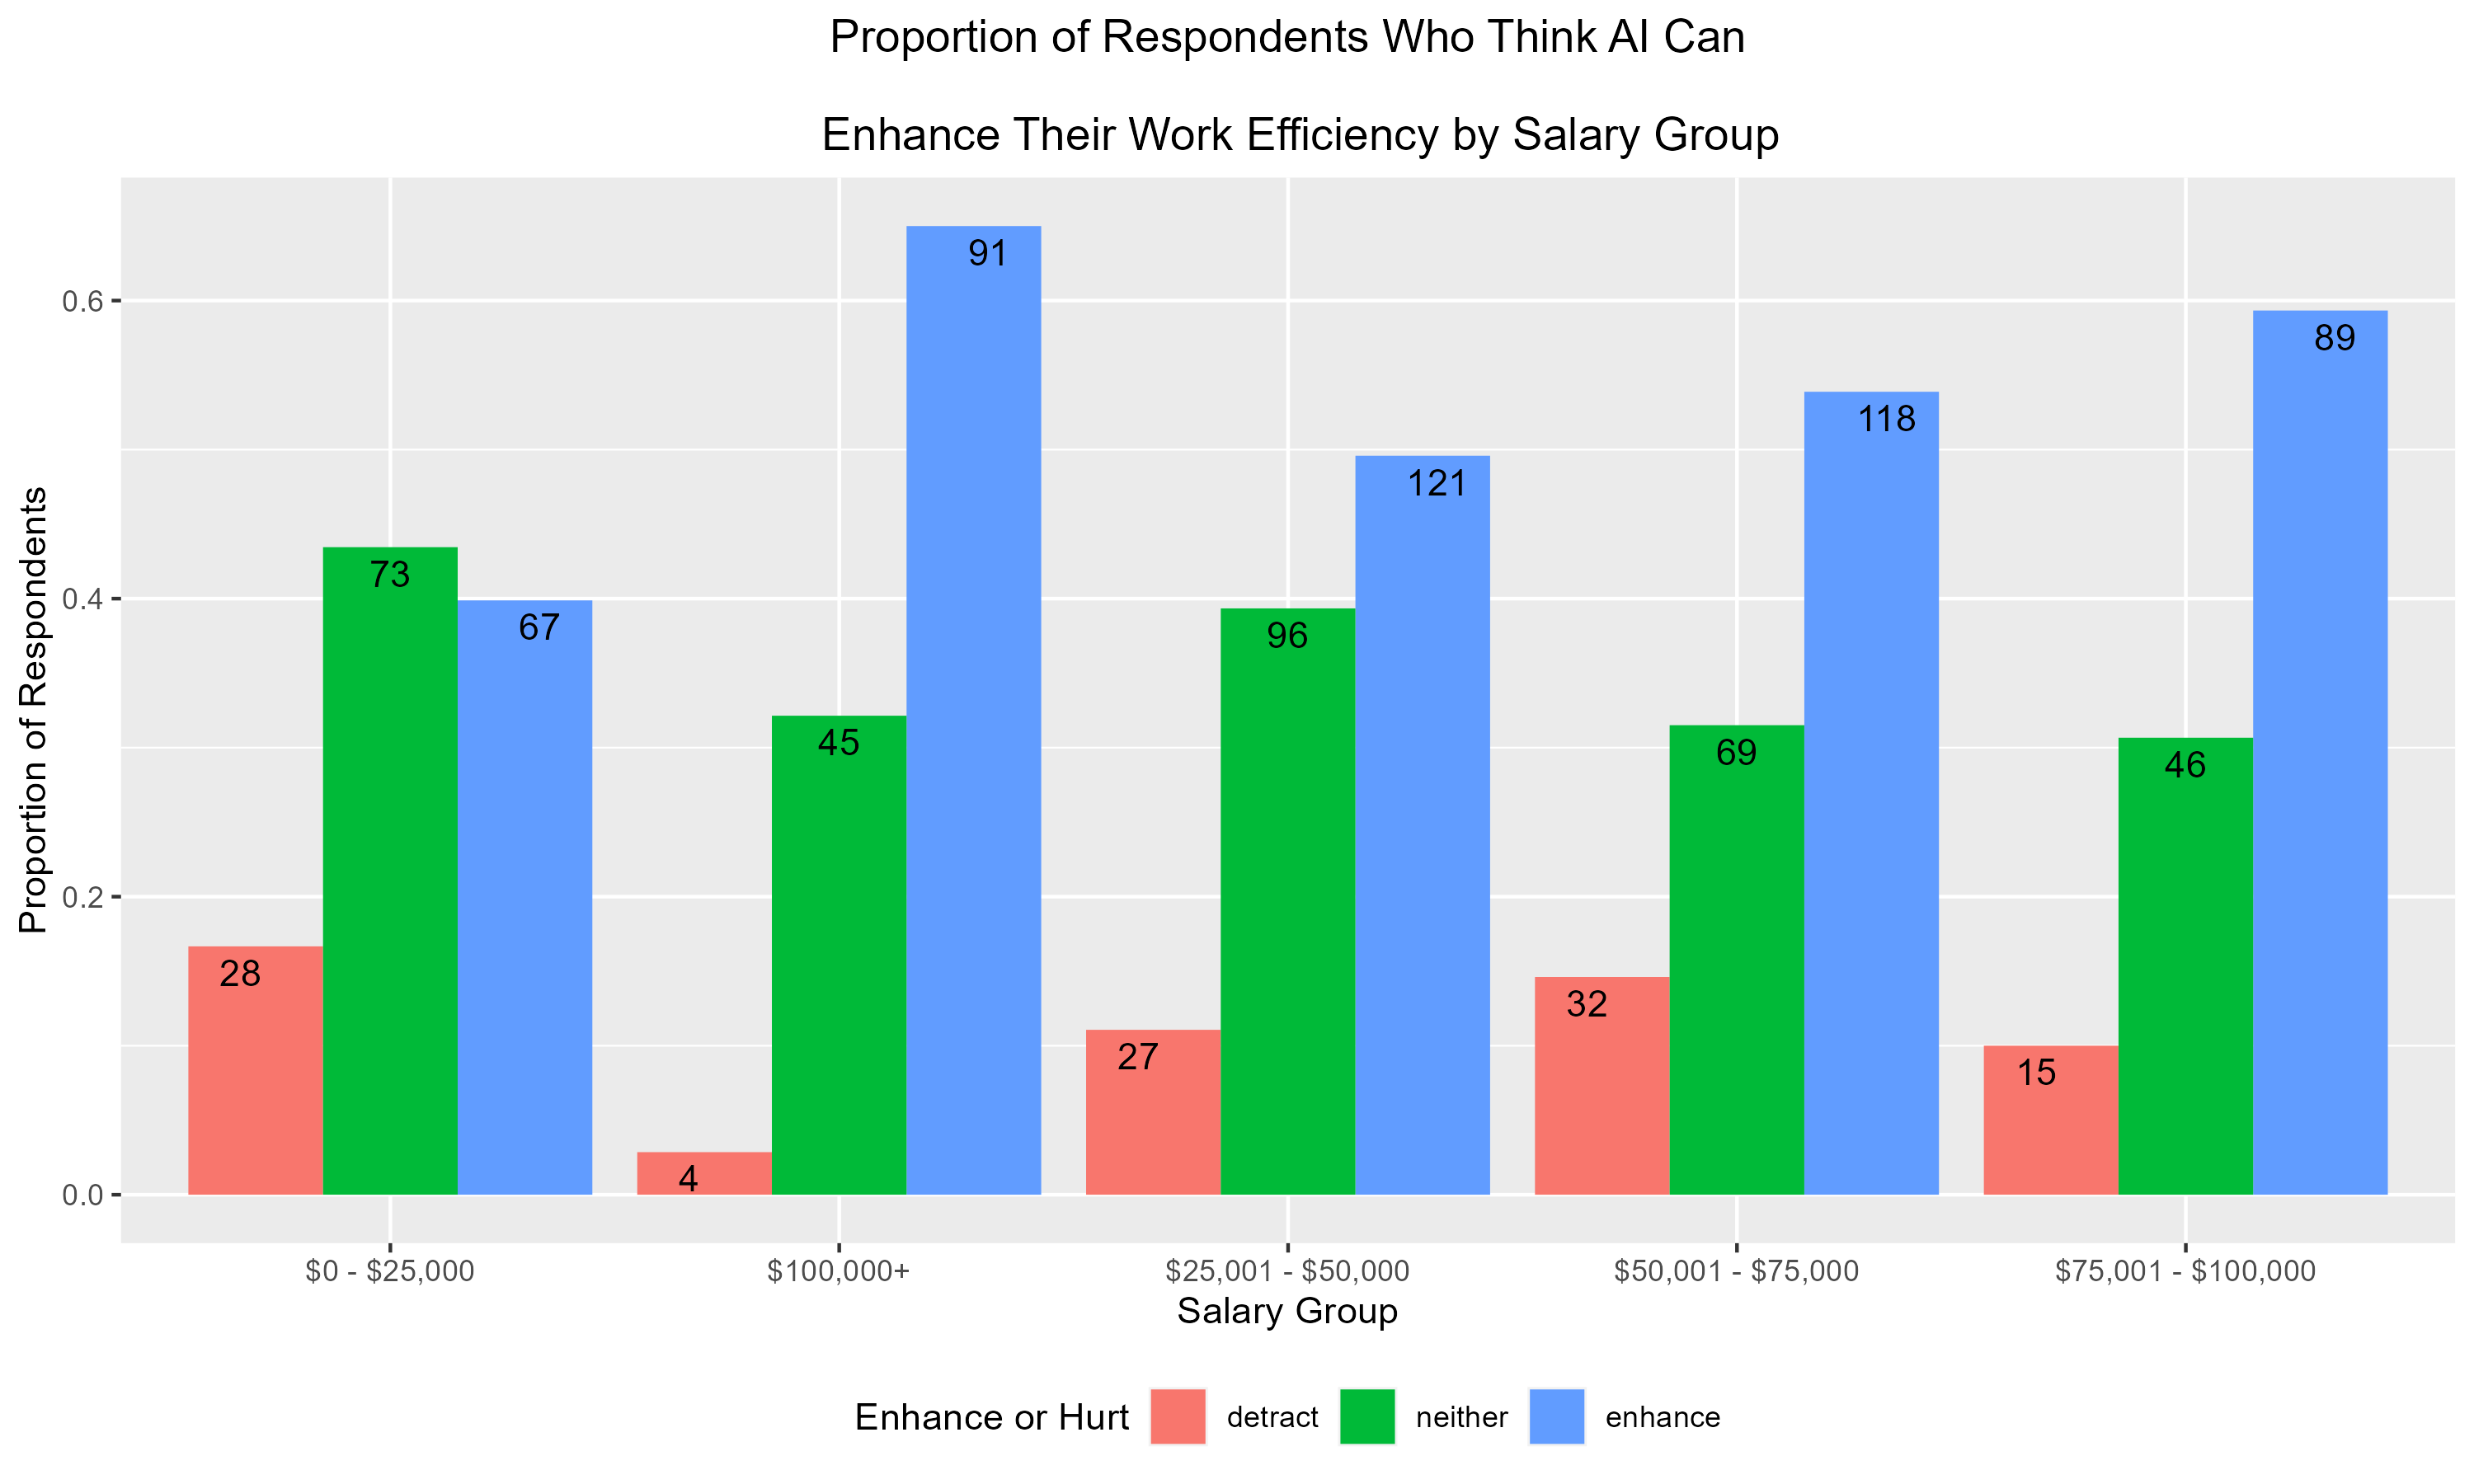 Proportion of Respondents Who Think AI Can
Enhance Their Work Efficiency by Salary Group
Proportion of Respondents
0.6
0.4
0.2
0.0
28
73
67
4
45
91
27
96
121
32
69
118
15
46
89
$0 - $25,000
$100,000+
$25,001 - $50,000
$50,001 - $75,000
$75,001 - $100,000
Salary Group
Enhance or Hurt detract neither enhance